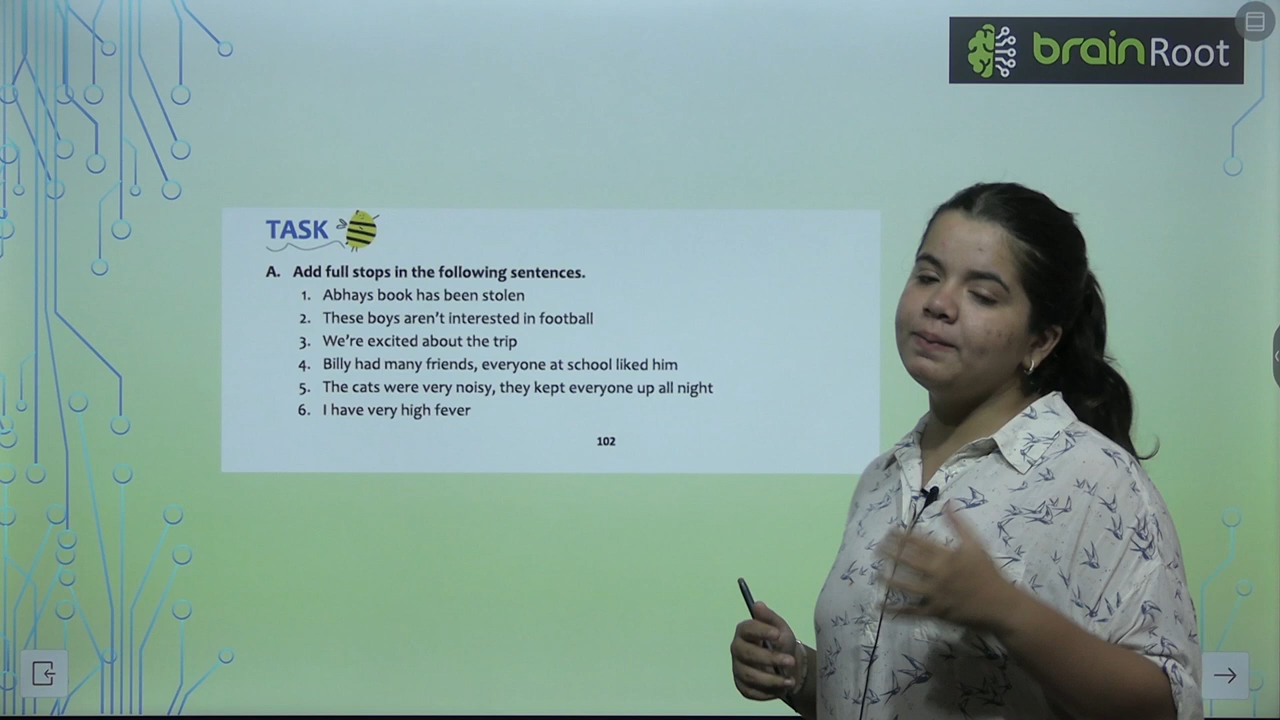 brainRoot
TASK
A. Add full stops in the following sentences.
1. Abhays book has been stolen
2. These boys aren't interested in football
3. We're excited about the trip
4. Billy had many friends, everyone at school liked him
5. The cats were very noisy, they kept everyone up all night
6. I have very high fever
102